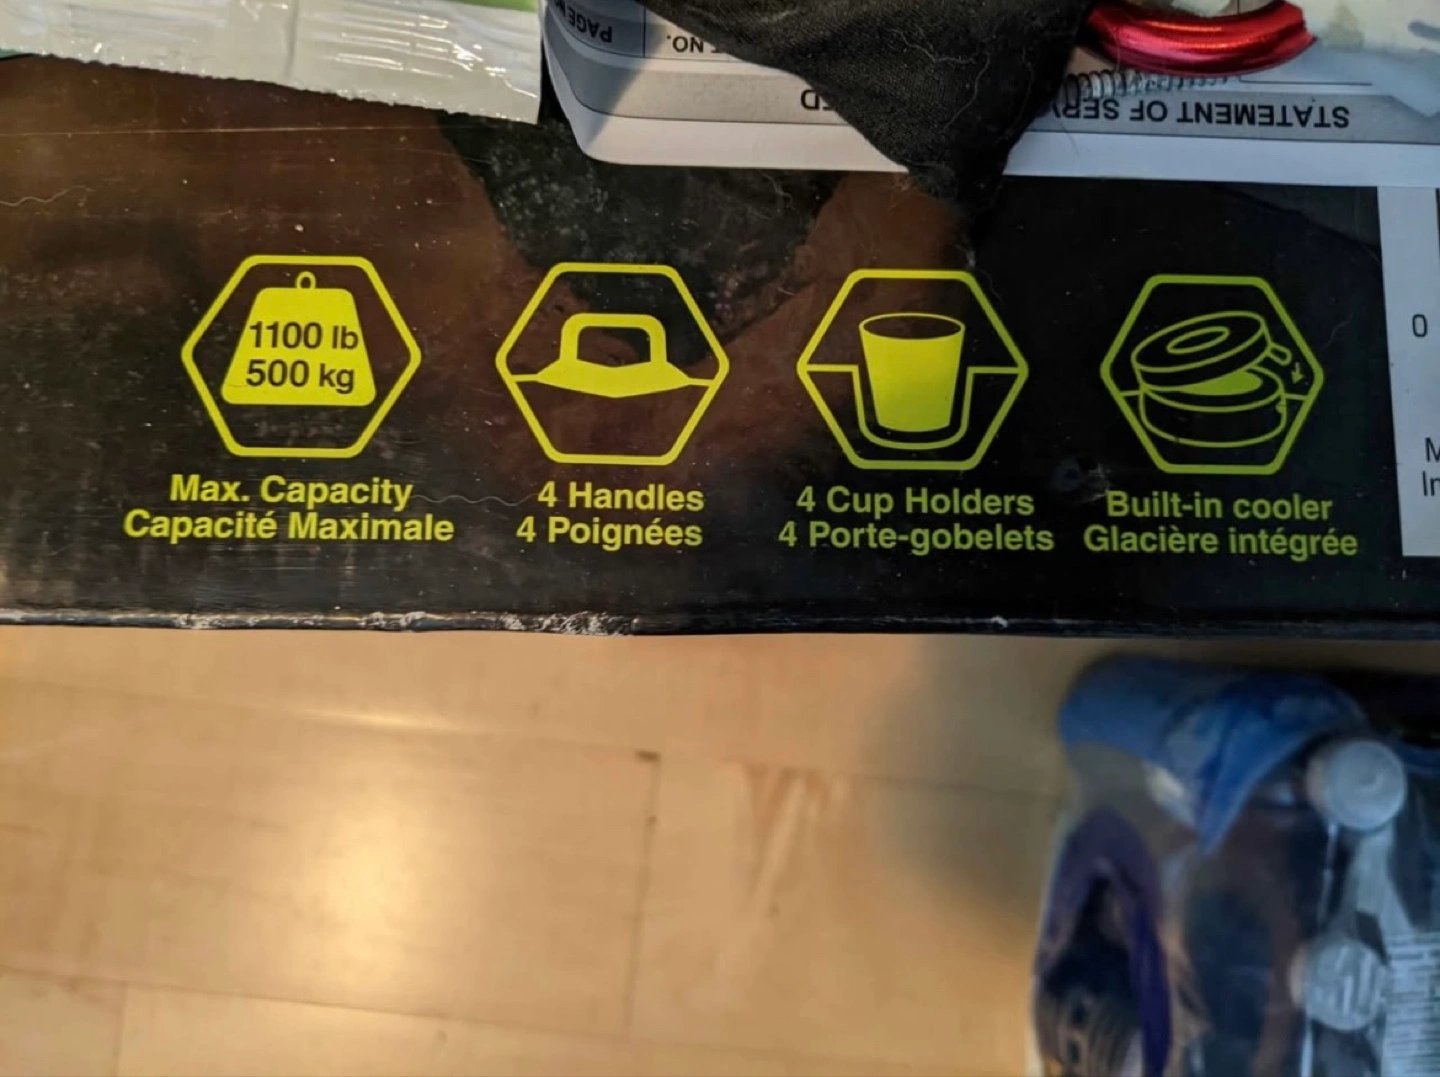 PAGE
T NO.
STATEMENT OF SERV
ED
1100 lb
500 kg
Max. Capacity
Capacité Maximale
4 Handles
4 Poignées
4 Cup Holders
4 Porte-gobelets
Built-in cooler
Glacière intégrée
0